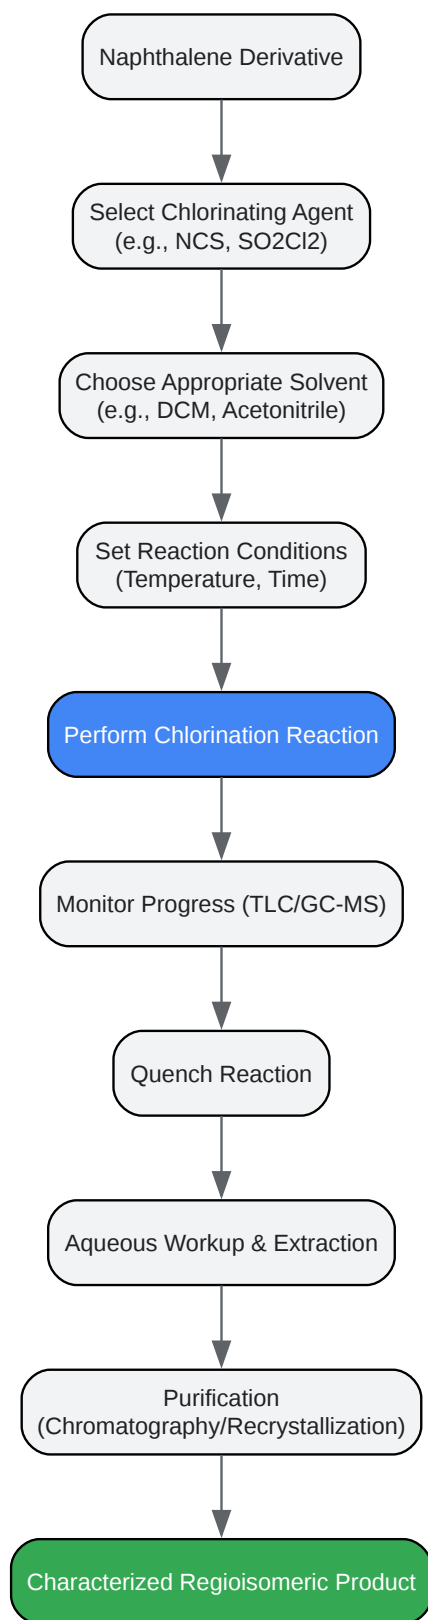 Naphthalene Derivative
Select Chlorinating Agent
(e.g., NCS, SO2Cl2)
Choose Appropriate Solvent
(e.g., DCM, Acetonitrile)
Set Reaction Conditions
(Temperature, Time)
Perform Chlorination Reaction
Monitor Progress (TLC/GC-MS)
Quench Reaction
Aqueous Workup & Extraction
Purification
(Chromatography/Recrystallization)
Characterized Regioisomeric Product